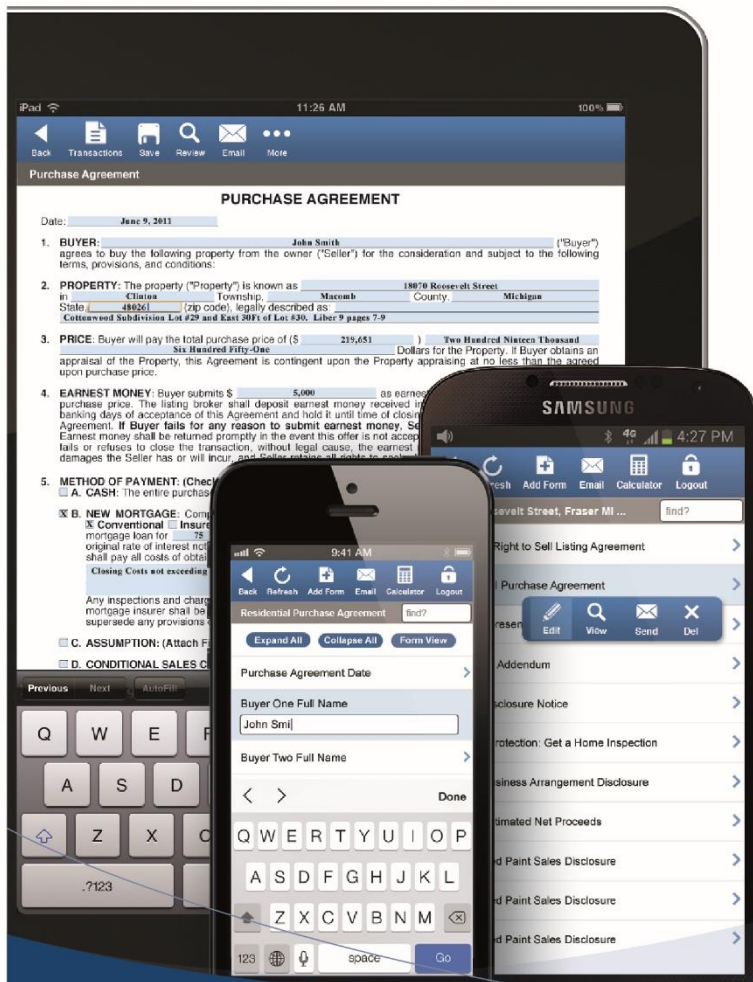 iPad 11:26 AM 100%
Back Transactions Save Review Email More
Purchase Agreement
PURCHASE AGREEMENT
Date: June 9, 2011
1. BUYER: John Smith ("Buyer")
agrees to buy the following property from the owner ("Seller") for the consideration and subject to the following
terms, provisions, and conditions:
2. PROPERTY: The property ("Property") is known as 18070 Roosevelt Street
in Clinton Township, Macomb County, Michigan
State, 480261 (zip code), legally described as:
Cottonwood Subdivision Lot #29 and East 30Ft of Lot #30. Liber 9 pages 7-9
3. PRICE: Buyer will pay the total purchase price of ($ 219,651 ) Two Hundred Ninteen Thousand
Six Hundred Fifty-One Dollars for the Property. If Buyer obtains an
appraisal of the Property, this Agreement is contingent upon the Property appraising at no less than the agreed
upon purchase price.
4. EARNEST MONEY: Buyer submits $ 5,000 as earnes
purchase price. The listing broker shall deposit earnest money received in
banking days of acceptance of this Agreement and hold it until time of closin
Agreement. If Buyer fails for any reason to submit earnest money, Se
Earnest money shall be returned promptly in the event this offer is not accep
fails or refuses to close the transaction, without legal cause, the earnest
damages the Seller has or will incur, and Seller retains all rights to
5. METHOD OF PAYMENT: (Chec
A. CASH: The entire purchas
X B. NEW MORTGAGE: Comp
X Conventional Insure
mortgage loan for 75
original rate of interest not
shall pay all costs of obtai
Closing Costs not exceeding
Any inspections and charg
mortgage insurer shall be
supersede any provisions
C. ASSUMPTION: (Attach F
D. CONDITIONAL SALES C
Previous Next AutoFill
Q W E
A S D
Z X C
.?123
9:41 AM
Back Refresh Add Form Email Calculator Logout
Residential Purchase Agreement find?
Expand All Collapse All Form View
Purchase Agreement Date
Buyer One Full Name
John Smi
Buyer Two Full Name
Done
Q W E R T Y U I O P
A S D F G H J K L
Z X C V B N M
123 space Go
SAMSUNG
4G 4:27 PM
esh Add Form Email Calculator Logout
sevelt Street, Fraser MI ... find?
Right to Sell Listing Agreement
l Purchase Agreement
resen
Edit View Send Del
Addendum
sclosure Notice
rotection: Get a Home Inspection
siness Arrangement Disclosure
timated Net Proceeds
d Paint Sales Disclosure
d Paint Sales Disclosure
d Paint Sales Disclosure